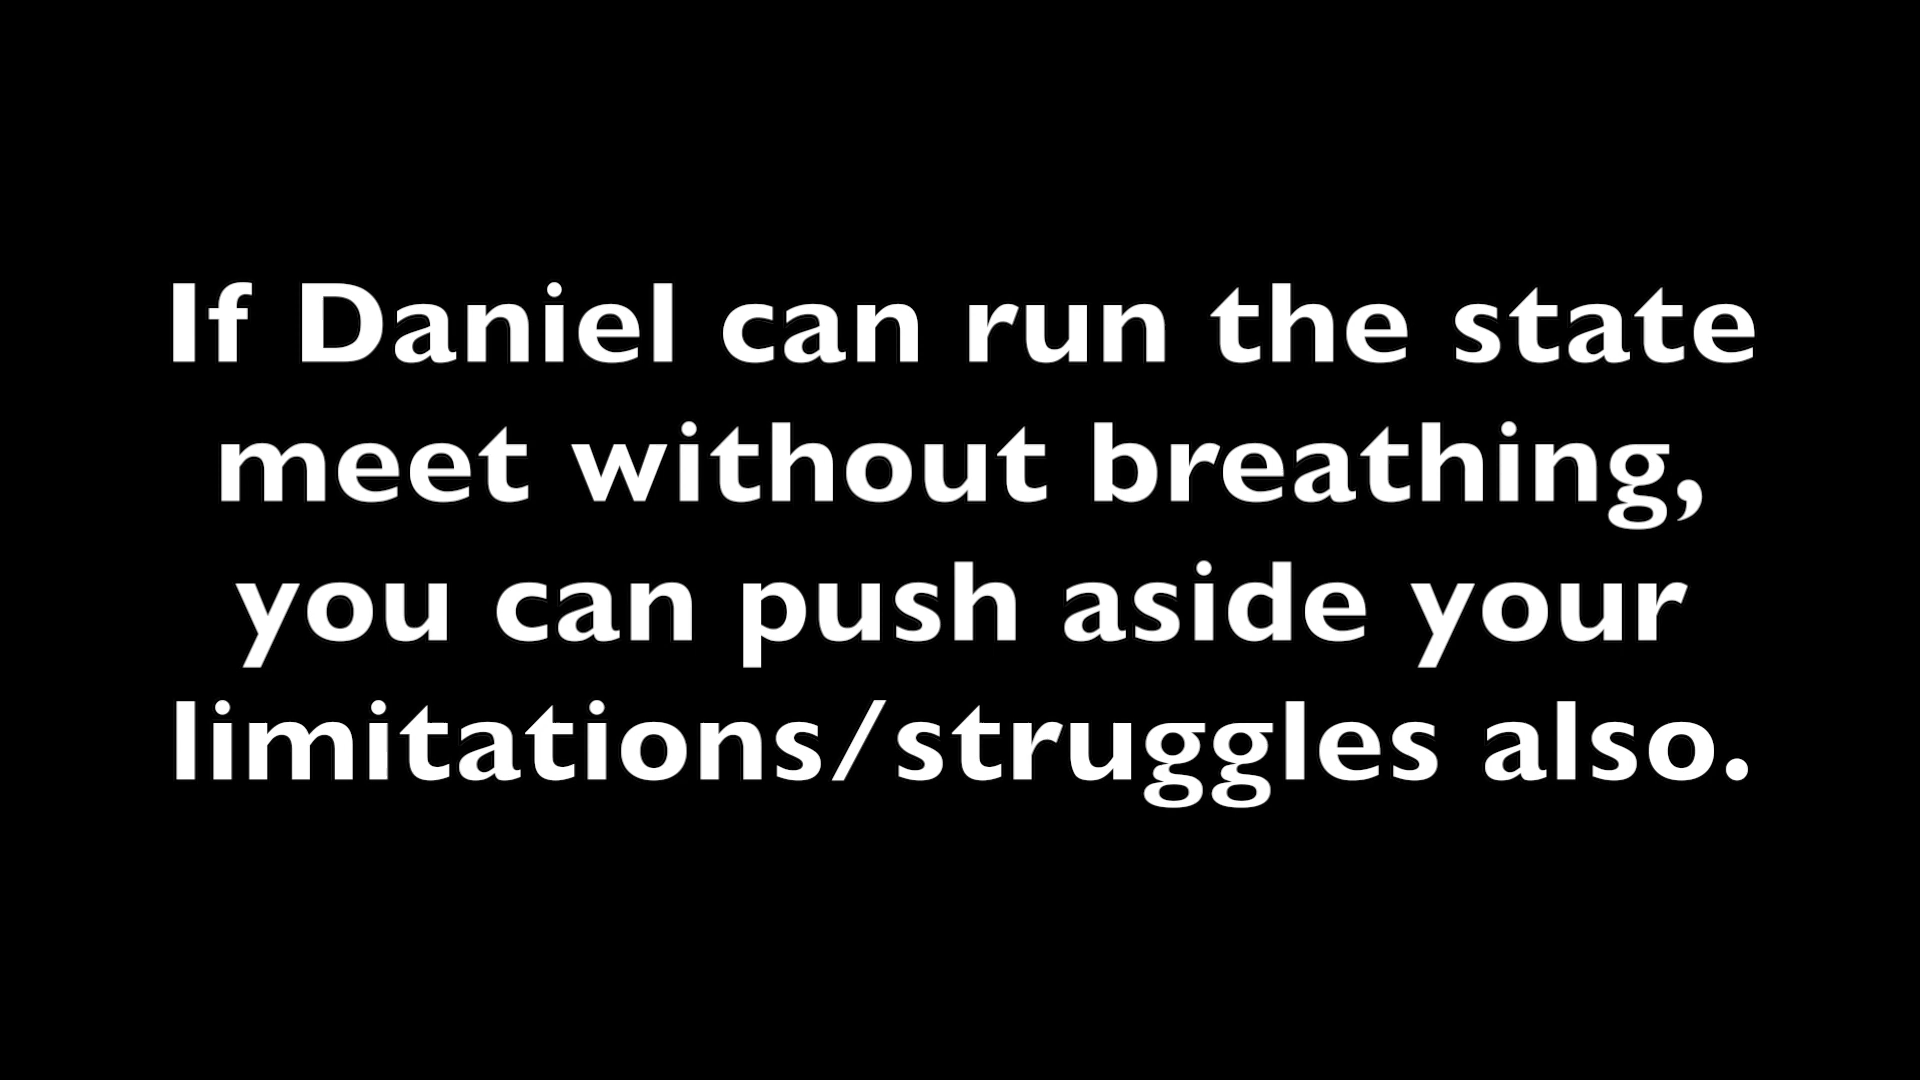 If Daniel can run the state
meet without breathing,
you can push aside your
limitations/struggles also.